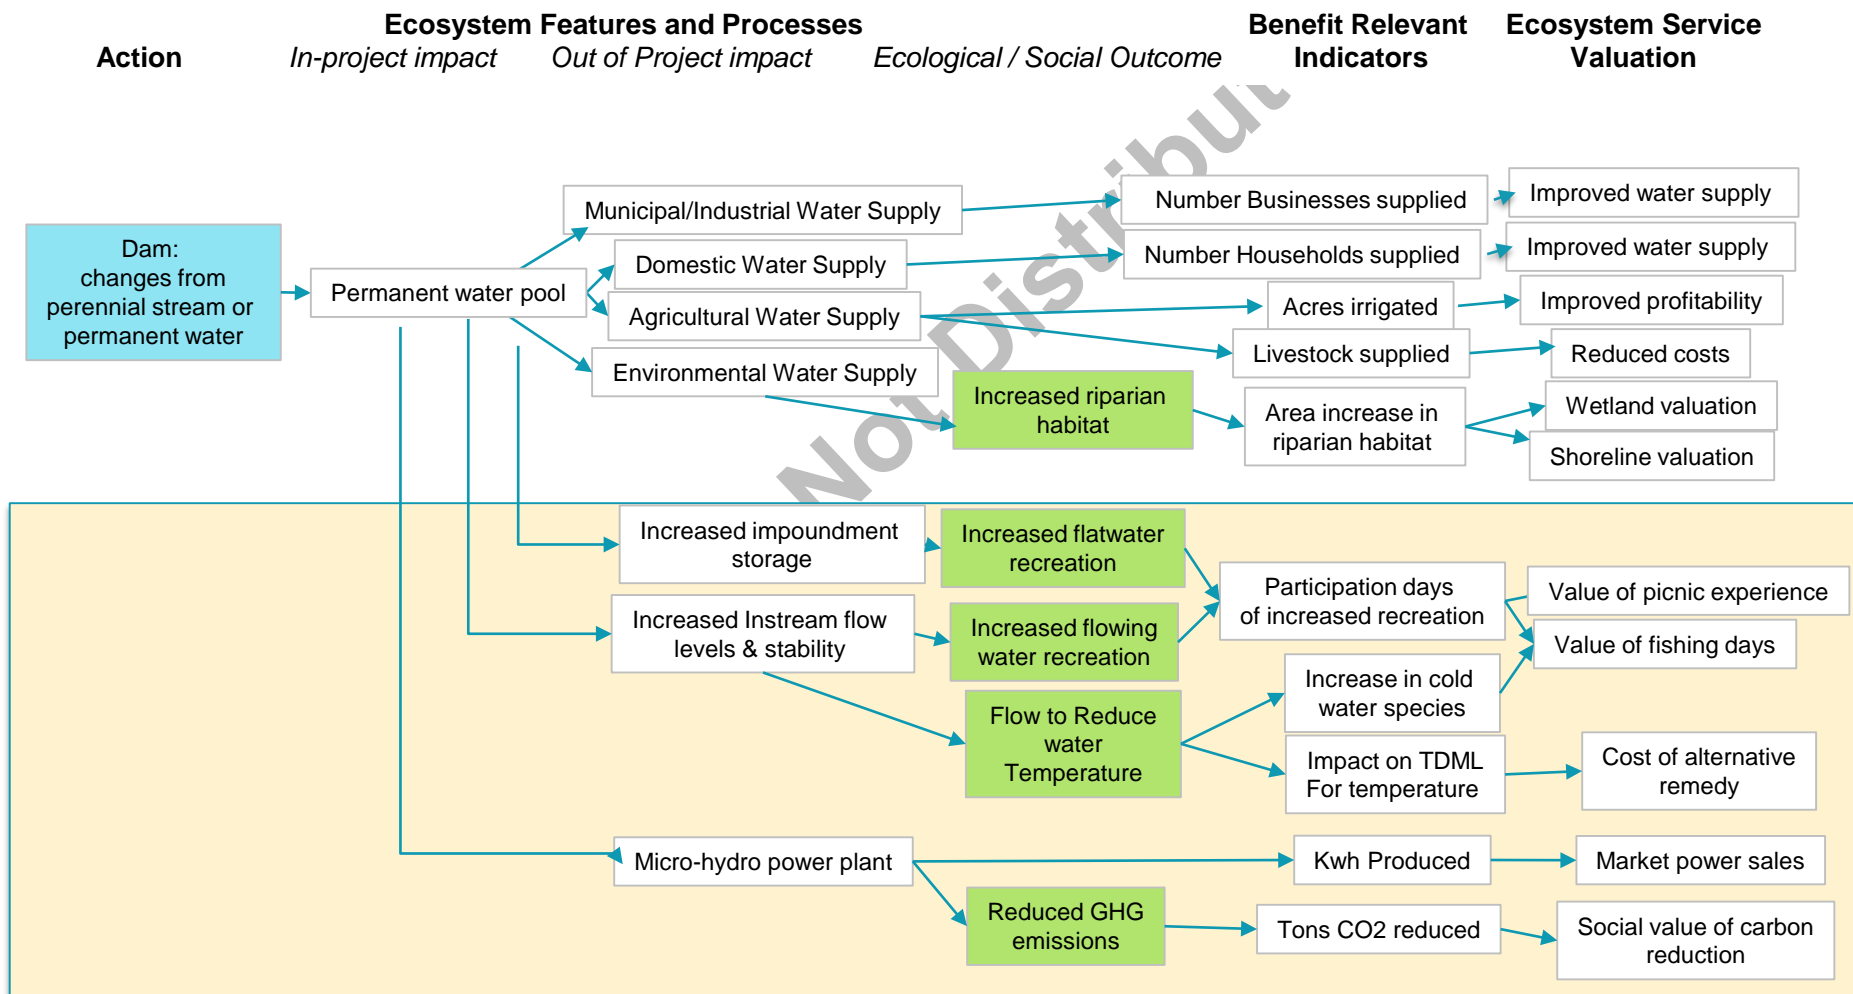 Ecosystem Features and Processes
Benefit Relevant
Indicators
Ecosystem Service
Valuation
Action
In-project impact
Out of Project impact
Ecological / Social Outcome
Not Distribut
Dam:
changes from
perennial stream or
permanent water
Permanent water pool
Municipal/Industrial Water Supply
Number Businesses supplied
Improved water supply
Domestic Water Supply
Number Households supplied
Improved water supply
Agricultural Water Supply
Acres irrigated
Improved profitability
Livestock supplied
Reduced costs
Environmental Water Supply
Increased riparian
habitat
Area increase in
riparian habitat
Wetland valuation
Shoreline valuation
Increased impoundment
storage
Increased flatwater
recreation
Participation days
of increased recreation
Value of picnic experience
Increased Instream flow
levels & stability
Increased flowing
water recreation
Value of fishing days
Flow to Reduce
water
Temperature
Increase in cold
water species
Impact on TDML
For temperature
Cost of alternative
remedy
Micro-hydro power plant
Kwh Produced
Market power sales
Reduced GHG
emissions
Tons CO2 reduced
Social value of carbon
reduction